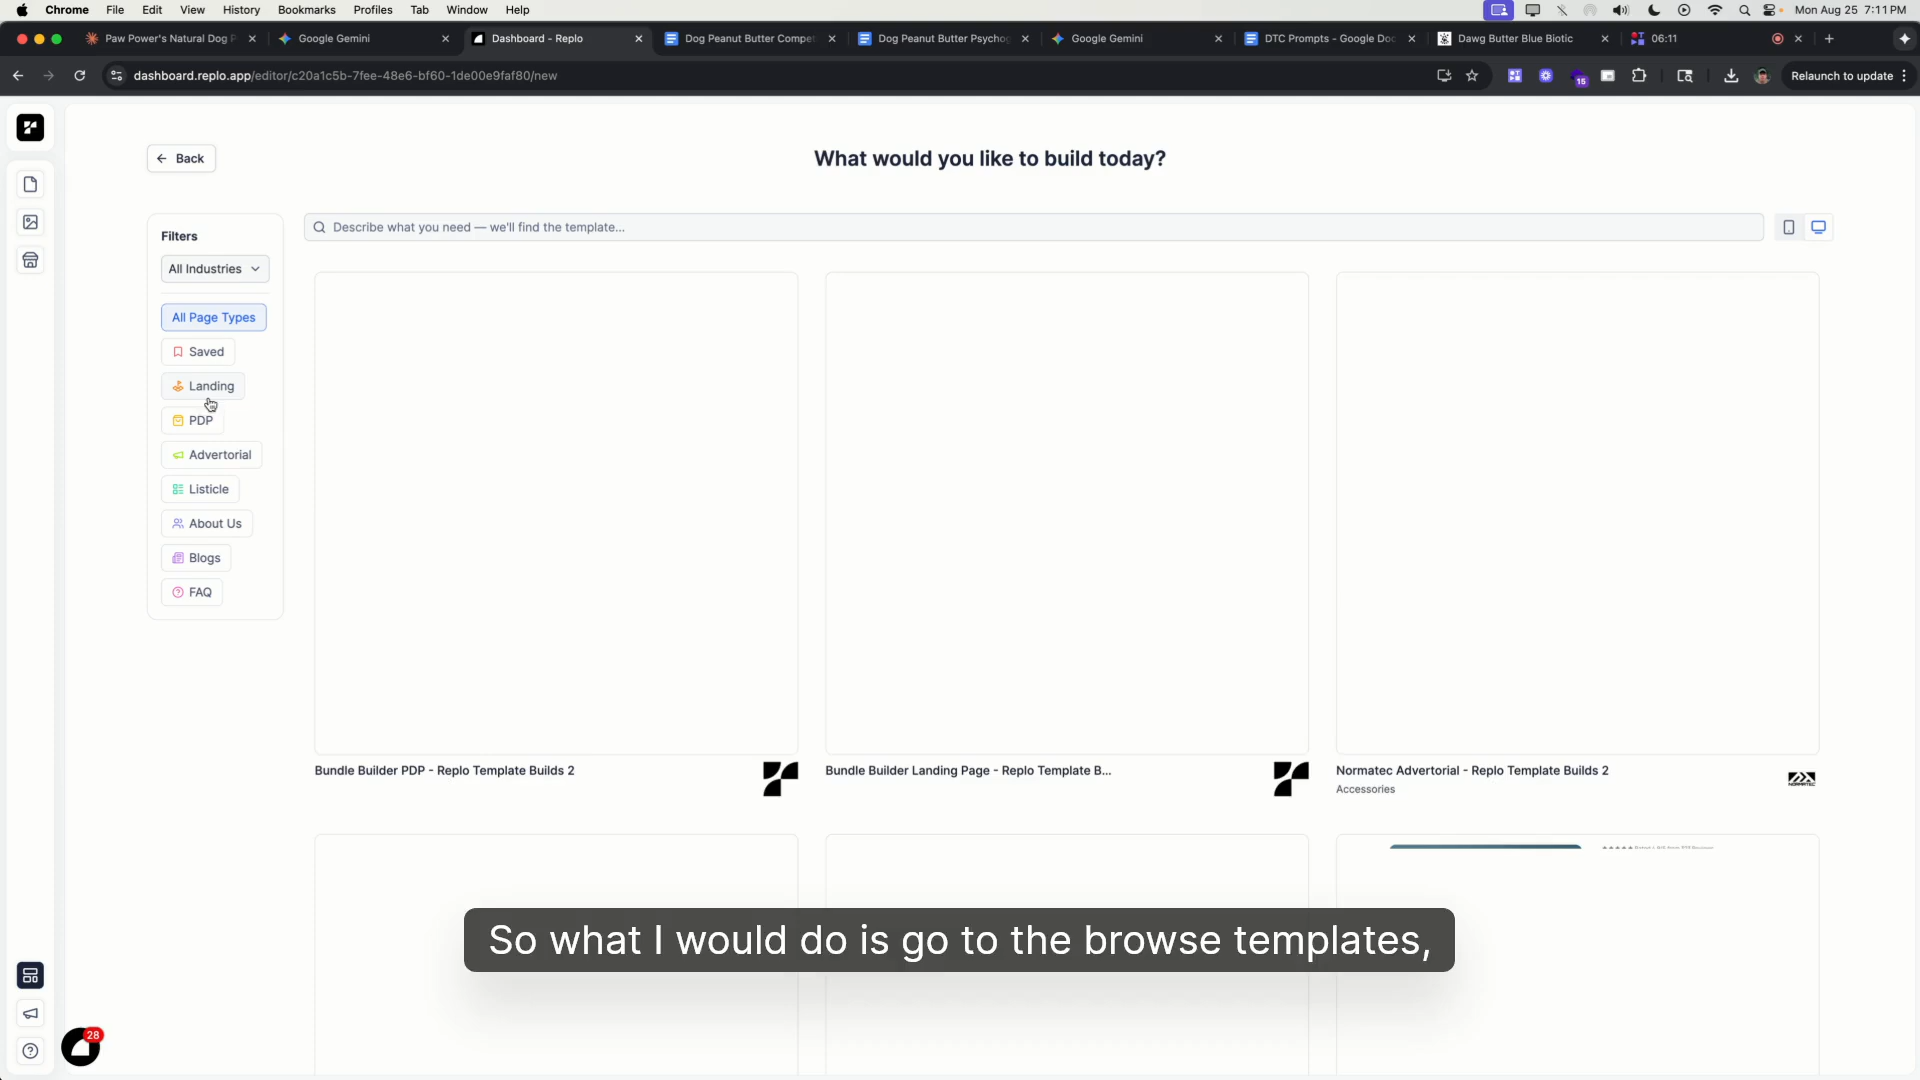 Chrome File Edit View History Bookmarks Profiles Tab Window Help
Mon Aug 25 7:11 PM
Paw Power's Natural Dog P
Google Gemini
Dashboard - Replo
Dog Peanut Butter Compet
Dog Peanut Butter Psychog
Google Gemini
DTC Prompts - Google Doc
Dawg Butter Blue Biotic
06:11
dashboard.replo.app/editor/c20a1c5b-7fee-48e6-bf60-1de00e9faf80/new
15
Relaunch to update
Back
What would you like to build today?
Filters
Describe what you need — we'll find the template...
All Industries
All Page Types
Saved
Landing
PDP
Advertorial
Listicle
About Us
Blogs
FAQ
Bundle Builder PDP - Replo Template Builds 2
Bundle Builder Landing Page - Replo Template B...
Normatec Advertorial - Replo Template Builds 2
Accessories
NORMATEC
So what I would do is go to the browse templates,
28